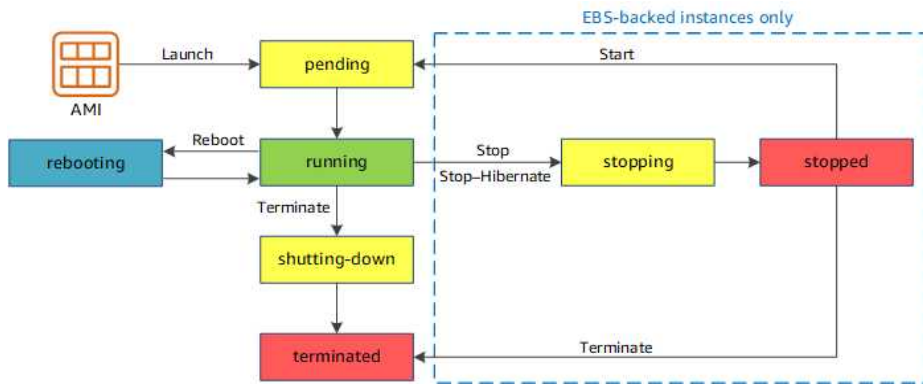 EBS-backed instances only
Launch
pending
Start
AMI
Reboot
rebooting
running
Stop
Stop–Hibernate
stopping
stopped
Terminate
shutting-down
terminated
Terminate